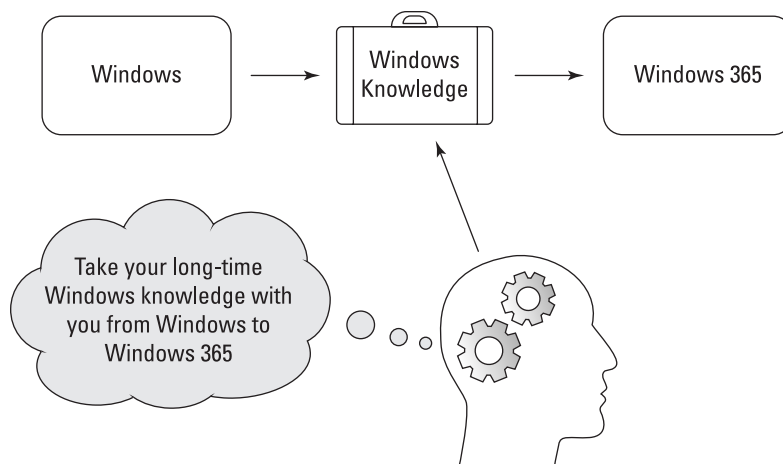 Windows
Windows
Knowledge
Windows 365
Take your long-time
Windows knowledge with
you from Windows to
Windows 365